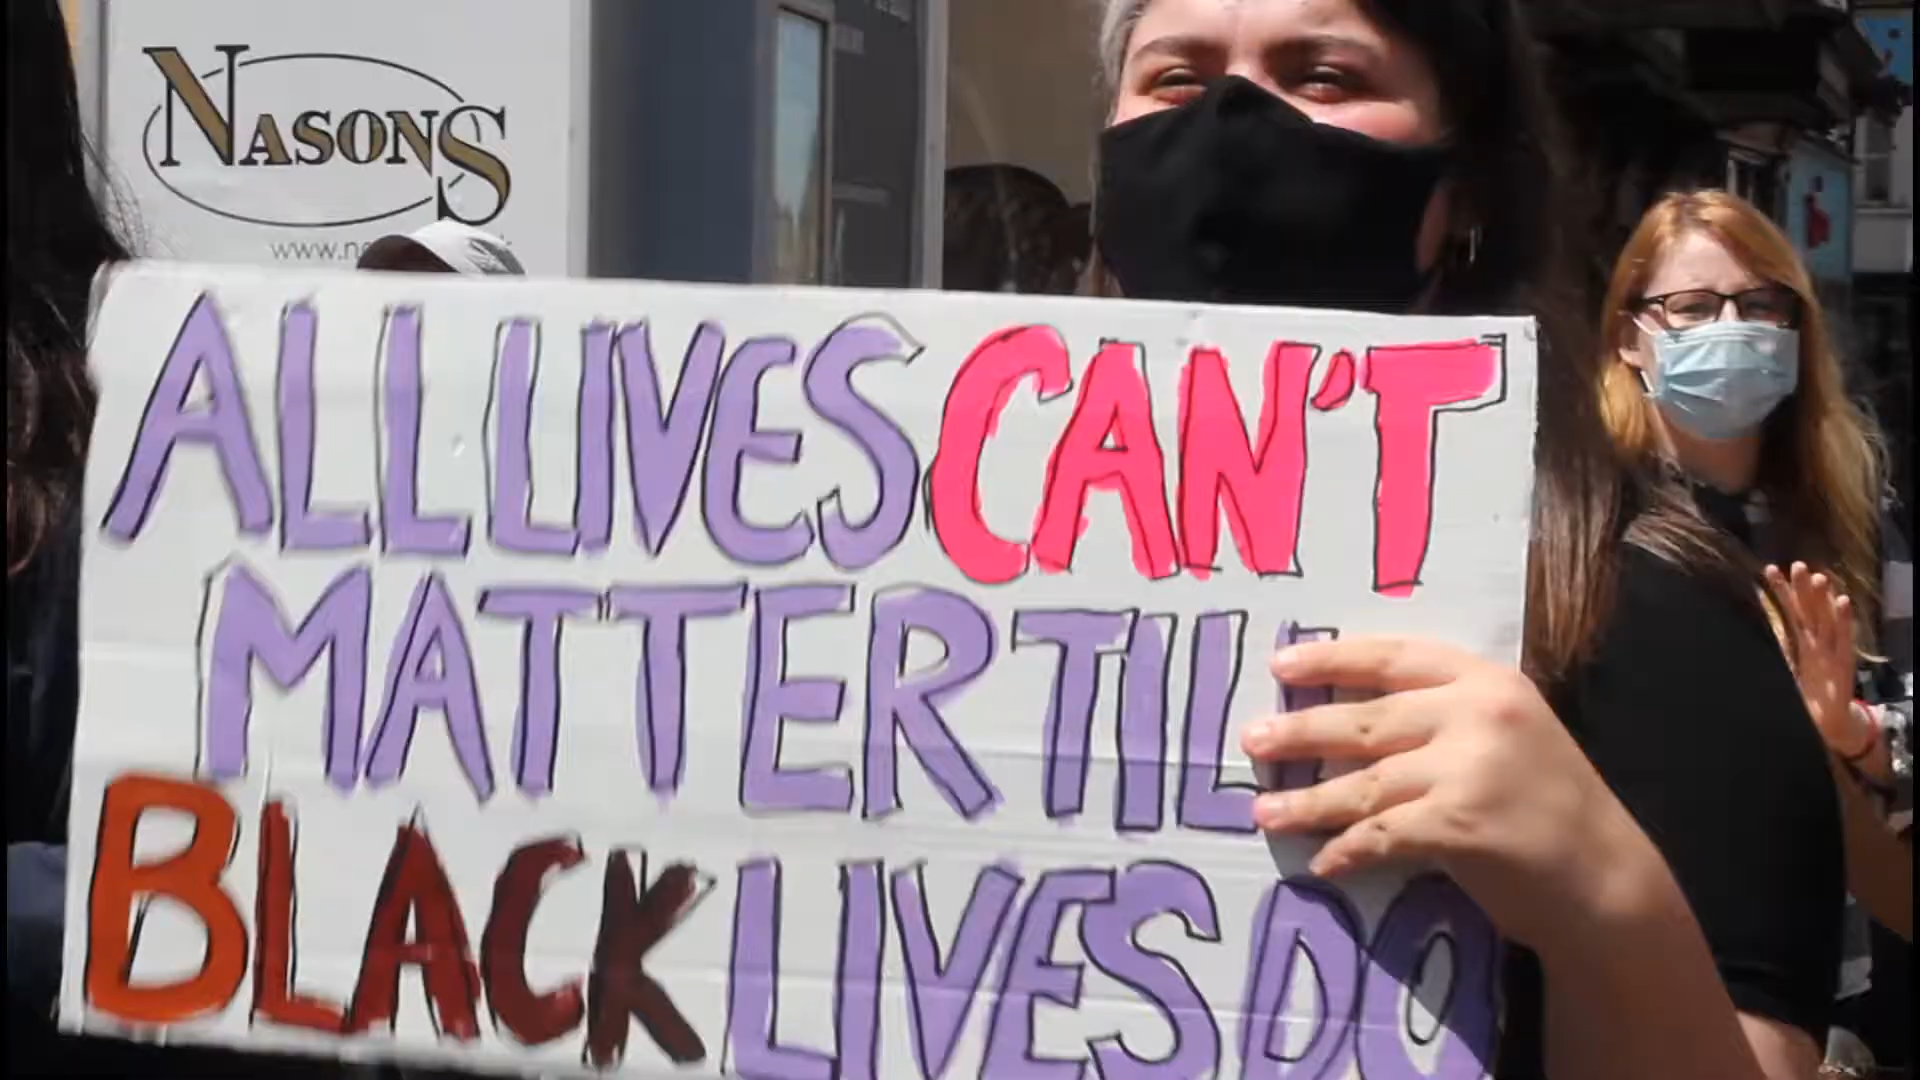 NASONS
ALL LIVES CAN'T
MATTER TILL
BLACK LIVES DO